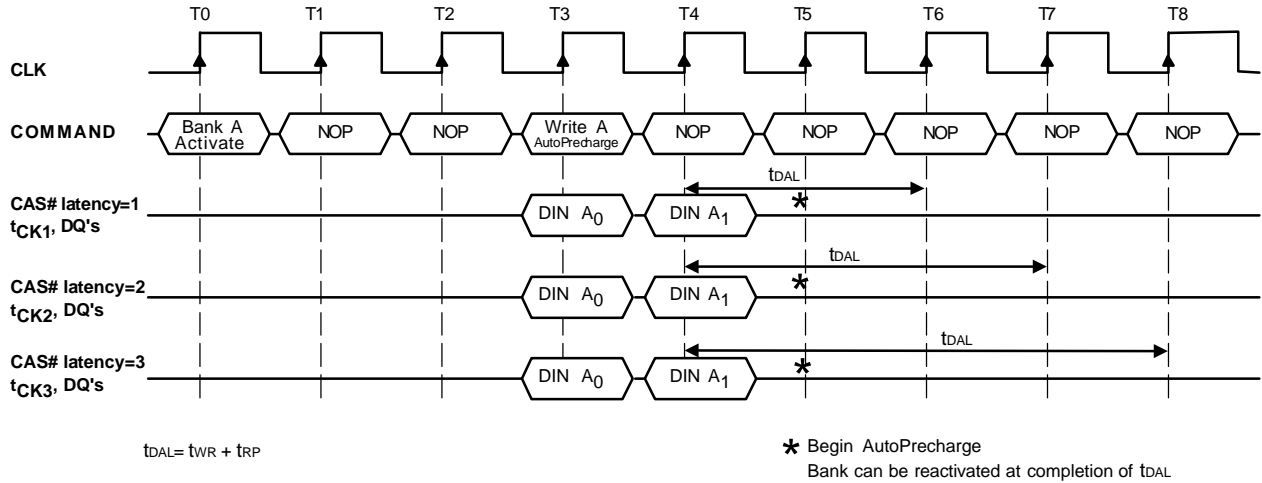 T0 T1 T2 T3 T4 T5 T6 T7 T8
CLK
COMMAND
Bank A
Activate
NOP
NOP
Write A
AutoPrecharge
NOP
NOP
NOP
NOP
NOP
tDAL
CAS# latency=1
tCK1, DQ's
DIN A0
DIN A1
*
tDAL
CAS# latency=2
tCK2, DQ's
DIN A0
DIN A1
*
tDAL
CAS# latency=3
tCK3, DQ's
DIN A0
DIN A1
*
tDAL= tWR + tRP
* Begin AutoPrecharge
Bank can be reactivated at completion of tDAL